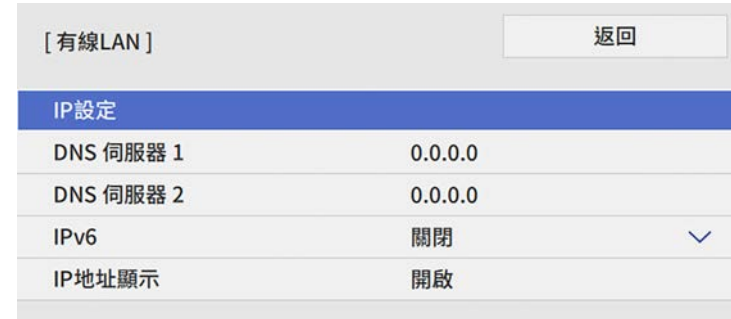 [ 有線LAN ] 返回
IP設定
DNS 伺服器 1 0.0.0.0
DNS 伺服器 2 0.0.0.0
IPv6 關閉
IP地址顯示 開啟